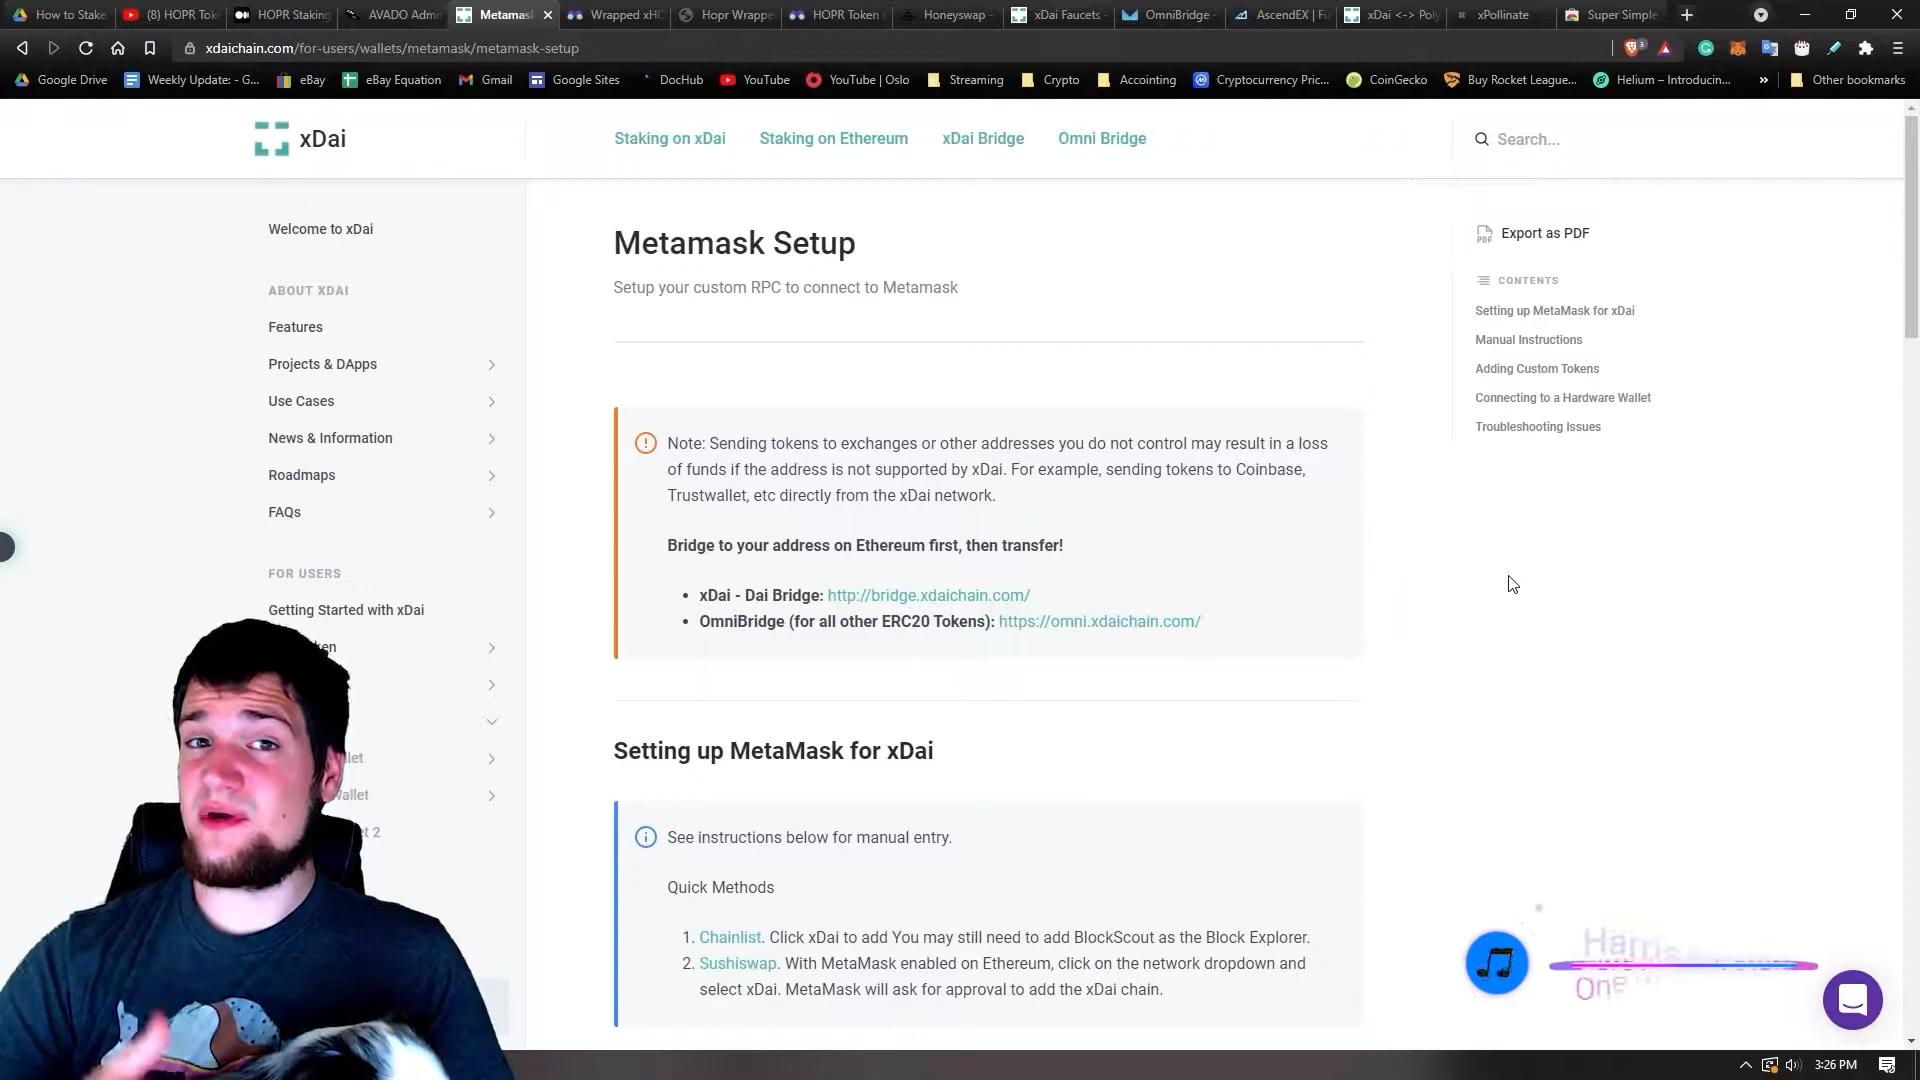 How to Stake
(8) HOPR Tok
HOPR Staking
AVADO Admi
Metamas
Wrapped xHO
Hopr Wrappe
HOPR Token
Honeyswap -
xDai Faucets -
OmniBridge -
AscendEX | Fu
xDai <-> Poly
xPollinate
Super Simple
xdaichain.com/for-users/wallets/metamask/metamask-setup
3
Google Drive
Weekly Update: - G...
eBay
eBay Equation
Gmail
Google Sites
DocHub
YouTube
YouTube | Oslo
Streaming
Crypto
Accointing
Cryptocurrency Pric...
CoinGecko
Buy Rocket League...
Helium – Introducin...
»
Other bookmarks
xDai
Staking on xDai
Staking on Ethereum
xDai Bridge
Omni Bridge
Search...
Welcome to xDai
ABOUT XDAI
Features
Projects & DApps
Use Cases
News & Information
Roadmaps
FAQs
FOR USERS
Getting Started with xDai
ken
llet
Wallet
t 2
Metamask Setup
Setup your custom RPC to connect to Metamask
Note: Sending tokens to exchanges or other addresses you do not control may result in a loss
of funds if the address is not supported by xDai. For example, sending tokens to Coinbase,
Trustwallet, etc directly from the xDai network.
Bridge to your address on Ethereum first, then transfer!
• xDai - Dai Bridge: http://bridge.xdaichain.com/
• OmniBridge (for all other ERC20 Tokens): https://omni.xdaichain.com/
Setting up MetaMask for xDai
See instructions below for manual entry.
Quick Methods
1. Chainlist. Click xDai to add You may still need to add BlockScout as the Block Explorer.
2. Sushiswap. With MetaMask enabled on Ethereum, click on the network dropdown and
select xDai. MetaMask will ask for approval to add the xDai chain.
PDF
Export as PDF
CONTENTS
Setting up MetaMask for xDai
Manual Instructions
Adding Custom Tokens
Connecting to a Hardware Wallet
Troubleshooting Issues
One
3:26 PM